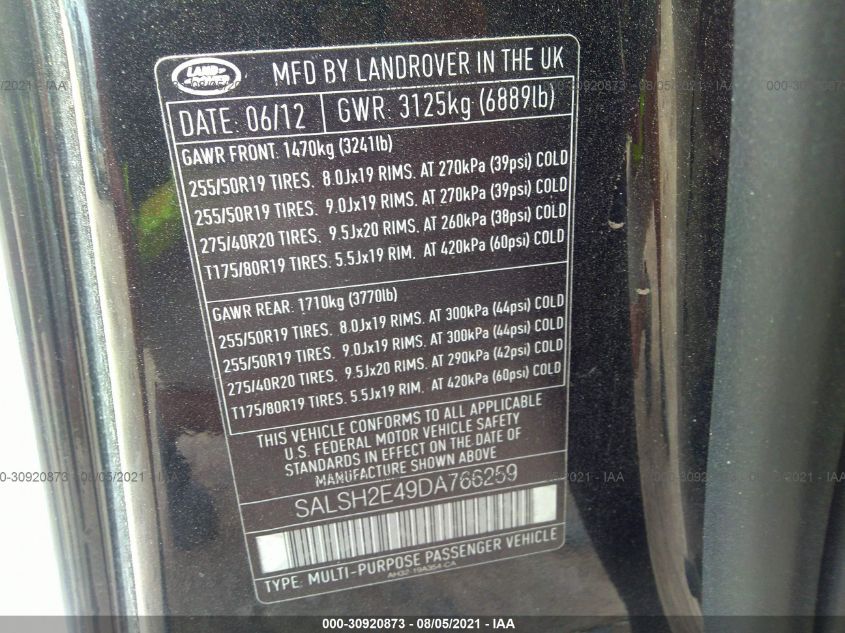 LAND ROVER
MFD BY LANDROVER IN THE UK
DATE: 06/12 GWR: 3125kg (6889lb)
GAWR FRONT: 1470kg (3241lb)
255/50R19 TIRES. 8.0Jx19 RIMS. AT 270kPa (39psi) COLD
255/50R19 TIRES. 9.0Jx19 RIMS. AT 270kPa (39psi) COLD
275/40R20 TIRES. 9.5Jx20 RIMS. AT 260kPa (38psi) COLD
T175/80R19 TIRES. 5.5Jx19 RIM. AT 420kPa (60psi) COLD
GAWR REAR: 1710kg (3770lb)
255/50R19 TIRES. 8.0Jx19 RIMS. AT 300kPa (44psi) COLD
255/50R19 TIRES. 9.0Jx19 RIMS. AT 300kPa (44psi) COLD
275/40R20 TIRES. 9.5Jx20 RIMS. AT 290kPa (42psi) COLD
T175/80R19 TIRES. 5.5Jx19 RIM. AT 420kPa (60psi) COLD
THIS VEHICLE CONFORMS TO ALL APPLICABLE
U.S. FEDERAL MOTOR VEHICLE SAFETY
STANDARDS IN EFFECT ON THE DATE OF
MANUFACTURE SHOWN ABOVE
SALSH2E49DA766259
TYPE: MULTI-PURPOSE PASSENGER VEHICLE
AH32-19A354-CA
000-30920873 - 08/05/2021 - IAA